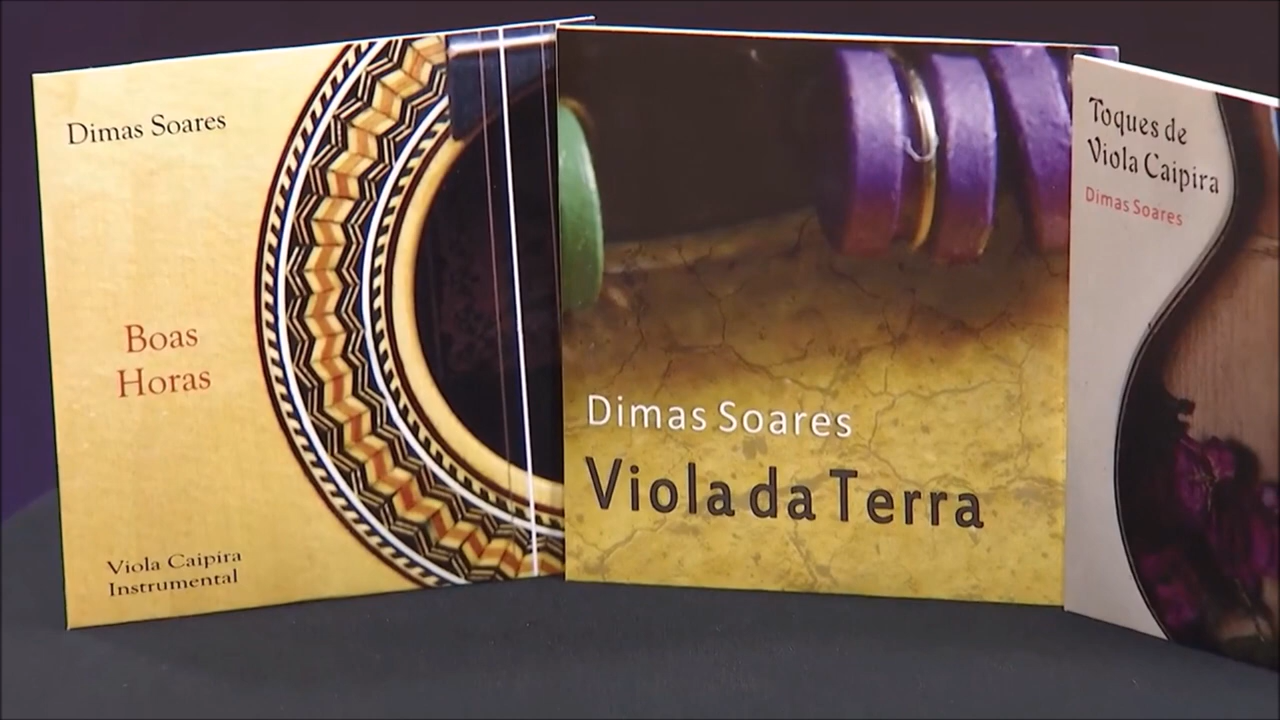 Dimas Soares
Boas
Horas
Viola Caipira
Instrumental
Dimas Soares
Viola da Terra
Toques de
Viola Caipira
Dimas Soares